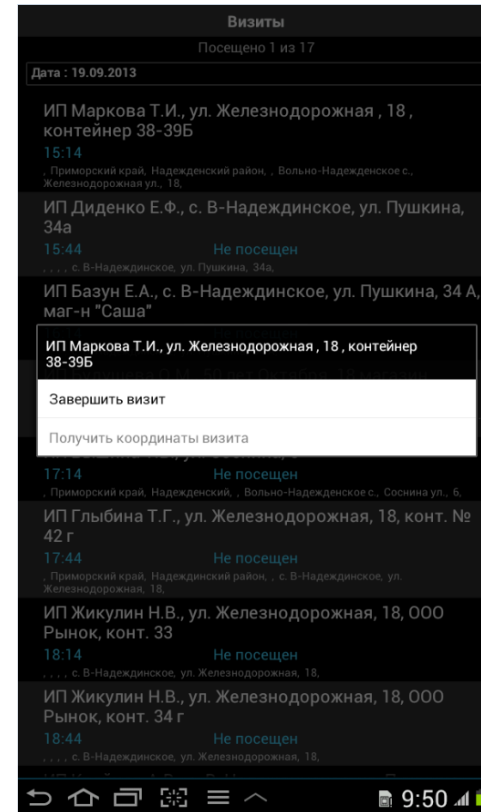 Визиты
Посещено 1 из 17
Дата : 19.09.2013
ИП Маркова Т.И., ул. Железнодорожная , 18 ,
контейнер 38-39Б
15:14
, Приморский край, Надежденский район, , Вольно-Надежденское с.,
Железнодорожная ул., 18,
ИП Диденко Е.Ф., с. В-Надеждинское, ул. Пушкина,
34а
15:44 Не посещен
, , , , с. В-Надеждинское, ул. Пушкина, 34а,
ИП Базун Е.А., с. В-Надеждинское, ул. Пушкина, 34 А,
маг-н "Саша"
ИП Маркова Т.И., ул. Железнодорожная , 18 , контейнер
38-39Б
Завершить визит
Получить координаты визита
17:14 Не посещен
, Приморский край, Надежденский, , Вольно-Надежденское с., Соснина ул., 6,
ИП Глыбина Т.Г., ул. Железнодорожная, 18, конт. №
42 г
17:44 Не посещен
, Приморский край, Надеждинский район, , с. В-Надеждинское, ул.
Железнодорожная, 18,
ИП Жикулин Н.В., ул. Железнодорожная, 18, ООО
Рынок, конт. 33
18:14 Не посещен
, , , , с. В-Надеждинское, ул. Железнодорожная, 18,
ИП Жикулин Н.В., ул. Железнодорожная, 18, ООО
Рынок, конт. 34 г
18:44 Не посещен
, , , , с. В-Надеждинское, ул. Железнодорожная, 18,
9:50